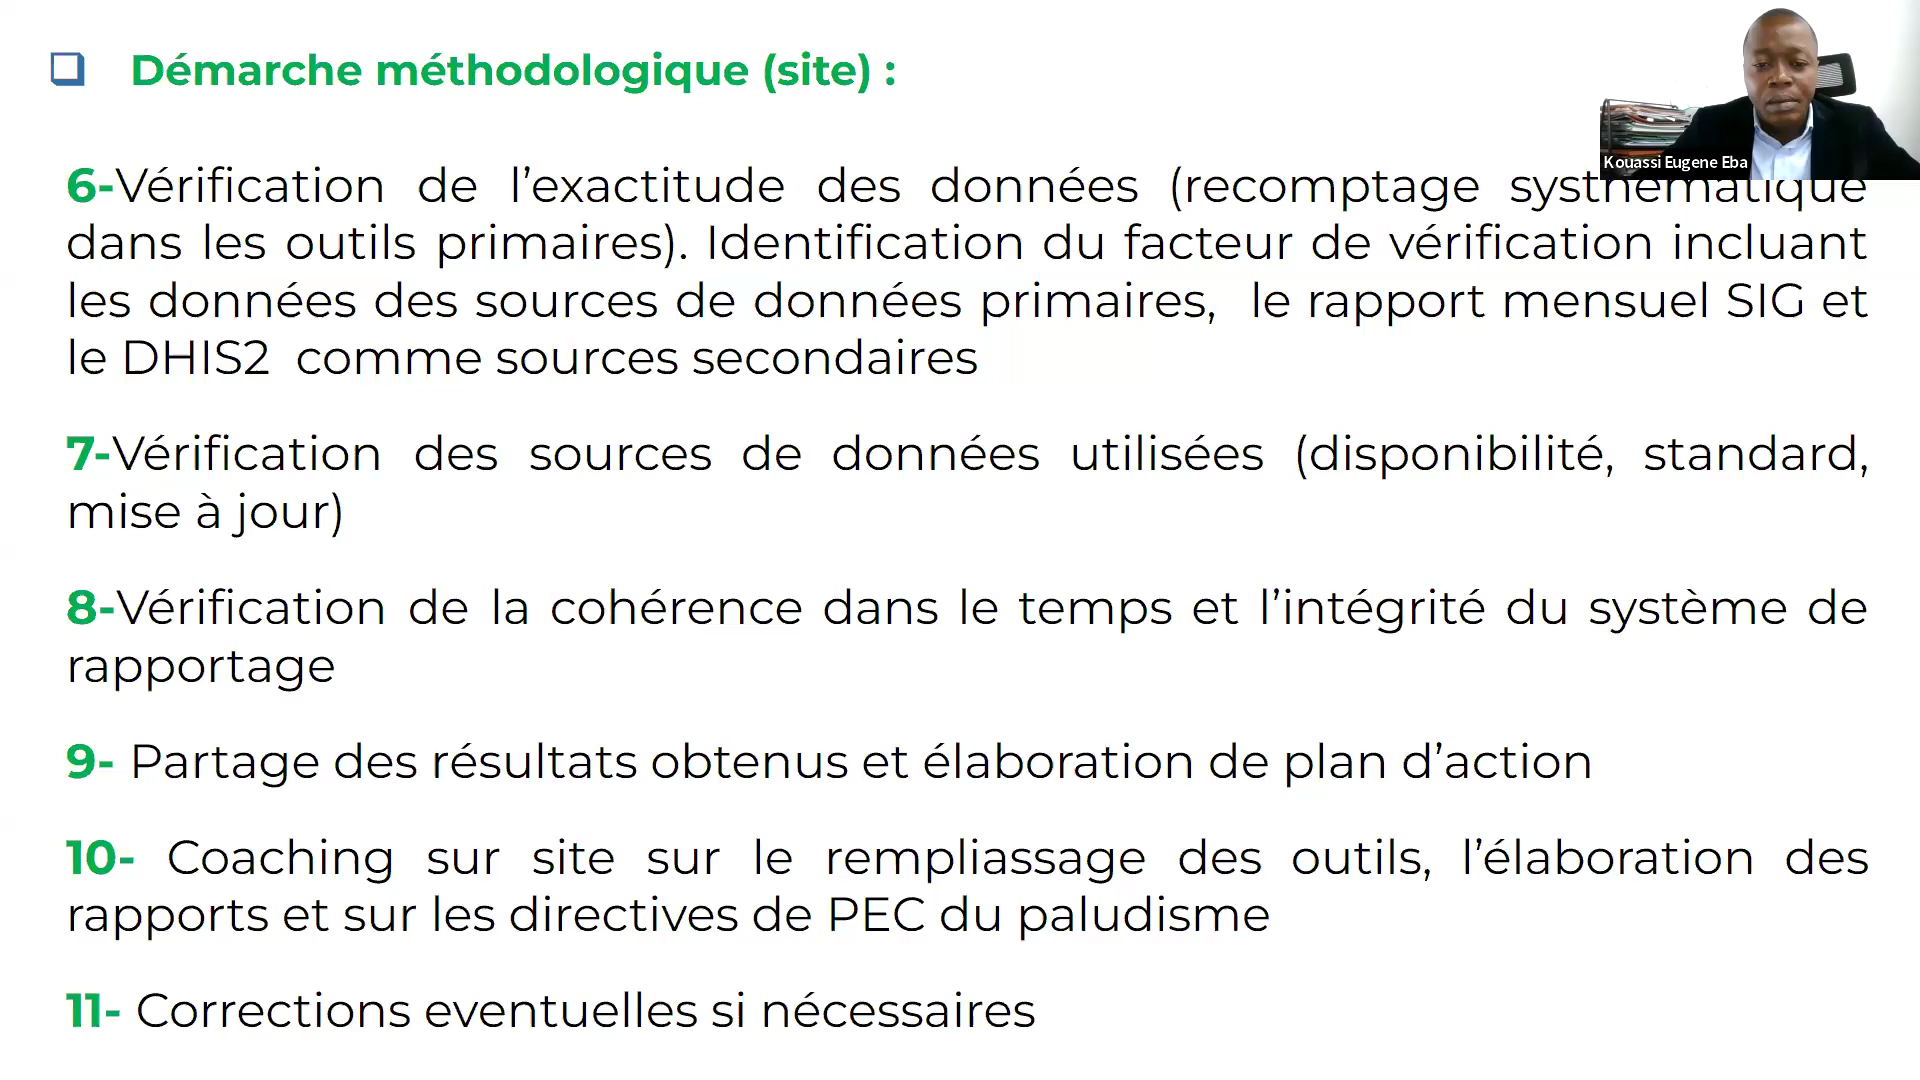 ❑ Démarche méthodologique (site) :
Kouassi Eugene Eba
6-Vérification de l’exactitude des données (recomptage systhématique
dans les outils primaires). Identification du facteur de vérification incluant
les données des sources de données primaires, le rapport mensuel SIG et
le DHIS2 comme sources secondaires
7-Vérification des sources de données utilisées (disponibilité, standard,
mise à jour)
8-Vérification de la cohérence dans le temps et l’intégrité du système de
rapportage
9- Partage des résultats obtenus et élaboration de plan d’action
10- Coaching sur site sur le rempliassage des outils, l’élaboration des
rapports et sur les directives de PEC du paludisme
11- Corrections eventuelles si nécessaires